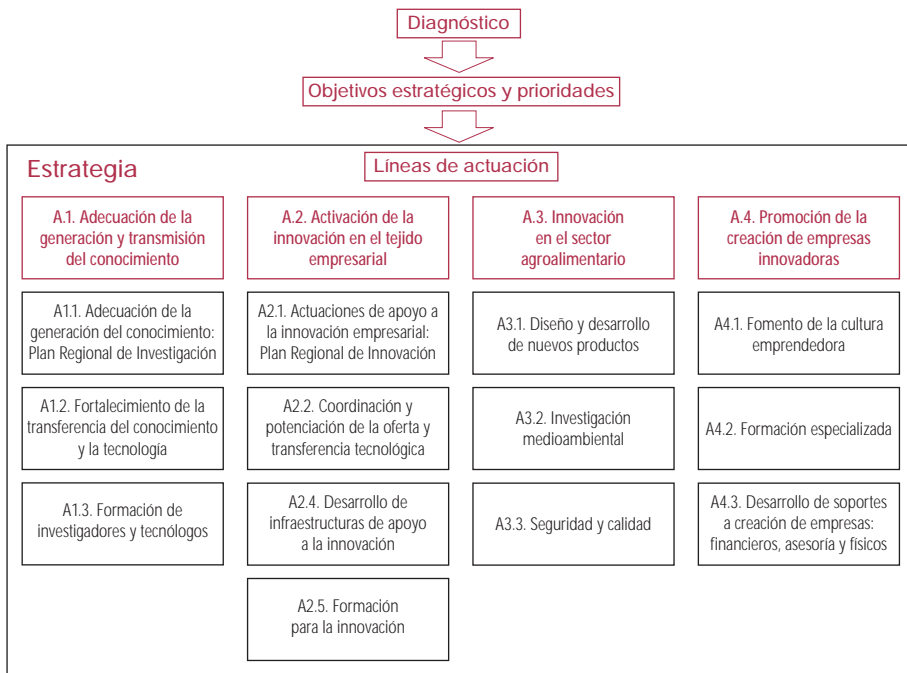 Diagnóstico
Objetivos estratégicos y prioridades
Estrategia
Líneas de actuación
A.1. Adecuación de la
generación y transmisión
del conocimiento
A.2. Activación de la
innovación en el tejido
empresarial
A.3. Innovación
en el sector
agroalimentario
A.4. Promoción de la
creación de empresas
innovadoras
A1.1. Adecuación de la
generación del conocimiento:
Plan Regional de Investigación
A2.1. Actuaciones de apoyo a
la innovación empresarial:
Plan Regional de Innovación
A3.1. Diseño y desarrollo
de nuevos productos
A4.1. Fomento de la cultura
emprendedora
A1.2. Fortalecimiento de la
transferencia del conocimiento
y la tecnología
A2.2. Coordinación y
potenciación de la oferta y
transferencia tecnológica
A3.2. Investigación
medioambiental
A4.2. Formación especializada
A1.3. Formación de
investigadores y tecnólogos
A2.4. Desarrollo de
infraestructuras de apoyo
a la innovación
A3.3. Seguridad y calidad
A4.3. Desarrollo de soportes
a creación de empresas:
financieros, asesoría y físicos
A2.5. Formación
para la innovación